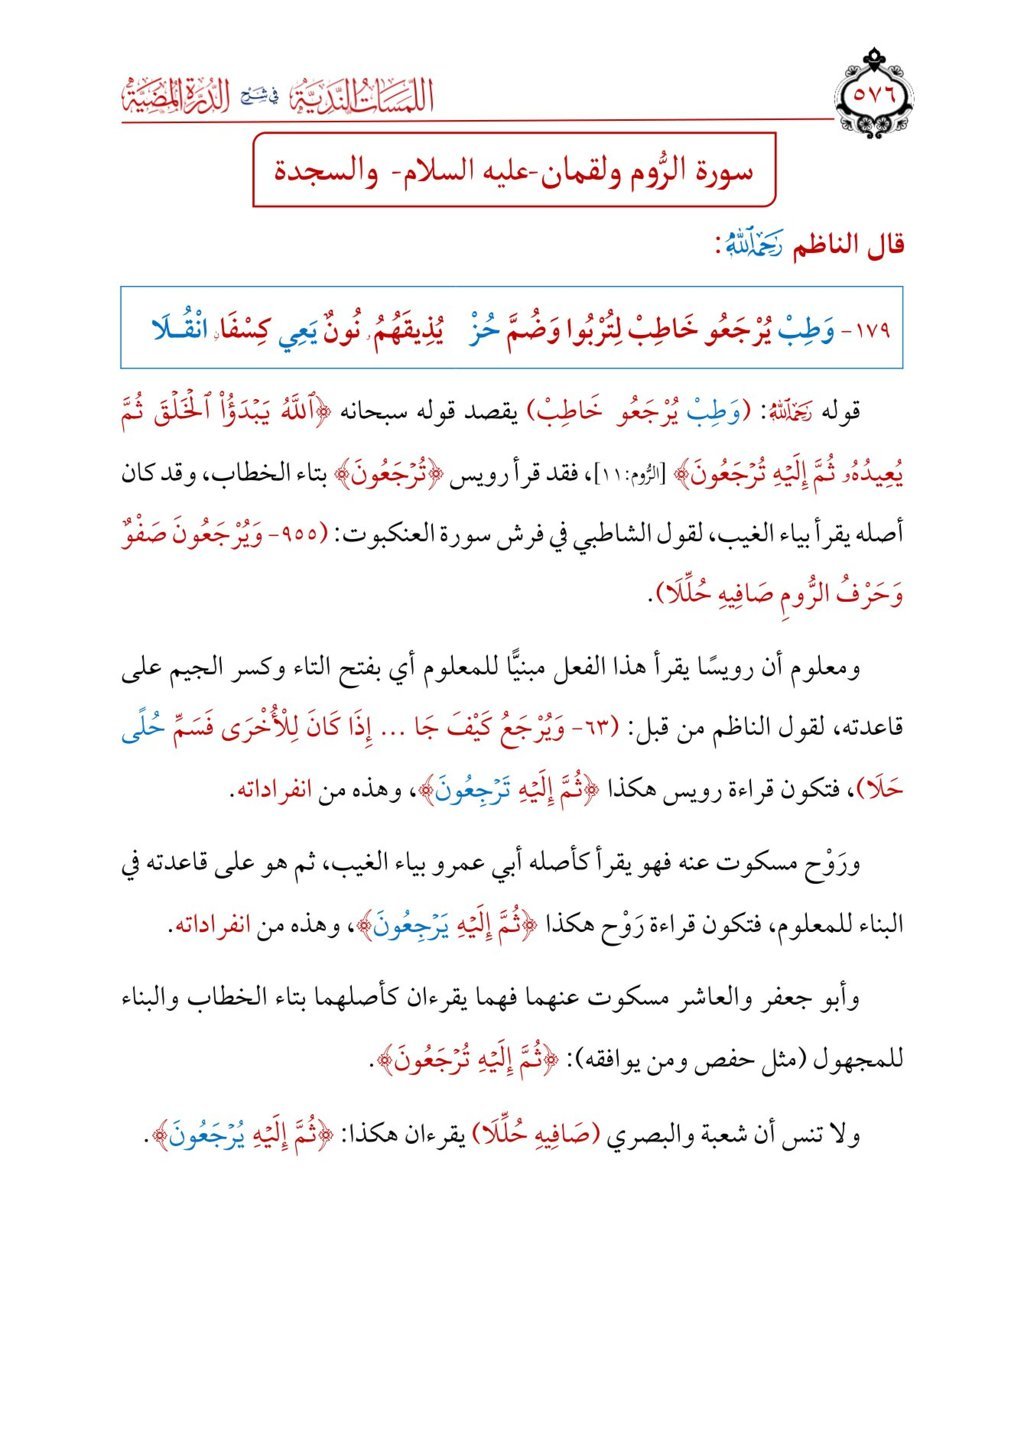 ٥٧٦
اللمسات الندية في شرح الدرة المضية
سورة الرُّوم ولقمان-عليه السلام- والسجدة
قال الناظم رَحِمَهُ ٱللَّهُ:
١٧٩- وَطِبْ يُرْجَعُو خَاطِبْ لِتُرْبُوا وَضُمَّ حُزْ يُذِيقَهُمُۥ نُونٌ يَعِي كِسْفَاۨ انْقُـلَا
قوله رَحِمَهُ ٱللَّهُ: (وَطِبْ يُرْجَعُو خَاطِبْ) يقصد قوله سبحانه ﴿ٱللَّهُ يَبْدَؤُاْ ٱلْخَلْقَ ثُمَّ
يُعِيدُهُۥ ثُمَّ إِلَيْهِ تُرْجَعُونَ﴾ [الرُّوم:١١]، فقد قرأ رويس ﴿تُرْجَعُونَ﴾ بتاء الخطاب، وقد كان
أصله يقرأ بياء الغيب، لقول الشاطبي في فرش سورة العنكبوت: (٩٥٥- وَيُرْجَعُونَ صَفْوٌ
وَحَرْفُ الرُّومِ صَافِيهِ حُلِّلَا).
ومعلوم أن رويسًا يقرأ هذا الفعل مبنيًّا للمعلوم أي بفتح التاء وكسر الجيم على
قاعدته، لقول الناظم من قبل: (٦٣- وَيُرْجَعُ كَيْفَ جَا ... إِذَا كَانَ لِلْأُخْرَى فَسَمِّ حُلًى
حَلَا)، فتكون قراءة رويس هكذا ﴿ثُمَّ إِلَيْهِ تَرْجِعُونَ﴾، وهذه من انفراداته.
ورَوْح مسكوت عنه فهو يقرأ كأصله أبي عمرو بياء الغيب، ثم هو على قاعدته في
البناء للمعلوم، فتكون قراءة رَوْح هكذا ﴿ثُمَّ إِلَيْهِ يَرْجِعُونَ﴾، وهذه من انفراداته.
وأبو جعفر والعاشر مسكوت عنهما فهما يقرءان كأصلهما بتاء الخطاب والبناء
للمجهول (مثل حفص ومن يوافقه): ﴿ثُمَّ إِلَيْهِ تُرْجَعُونَ﴾.
ولا تنس أن شعبة والبصري (صَافِيهِ حُلِّلَا) يقرءان هكذا: ﴿ثُمَّ إِلَيْهِ يُرْجَعُونَ﴾.